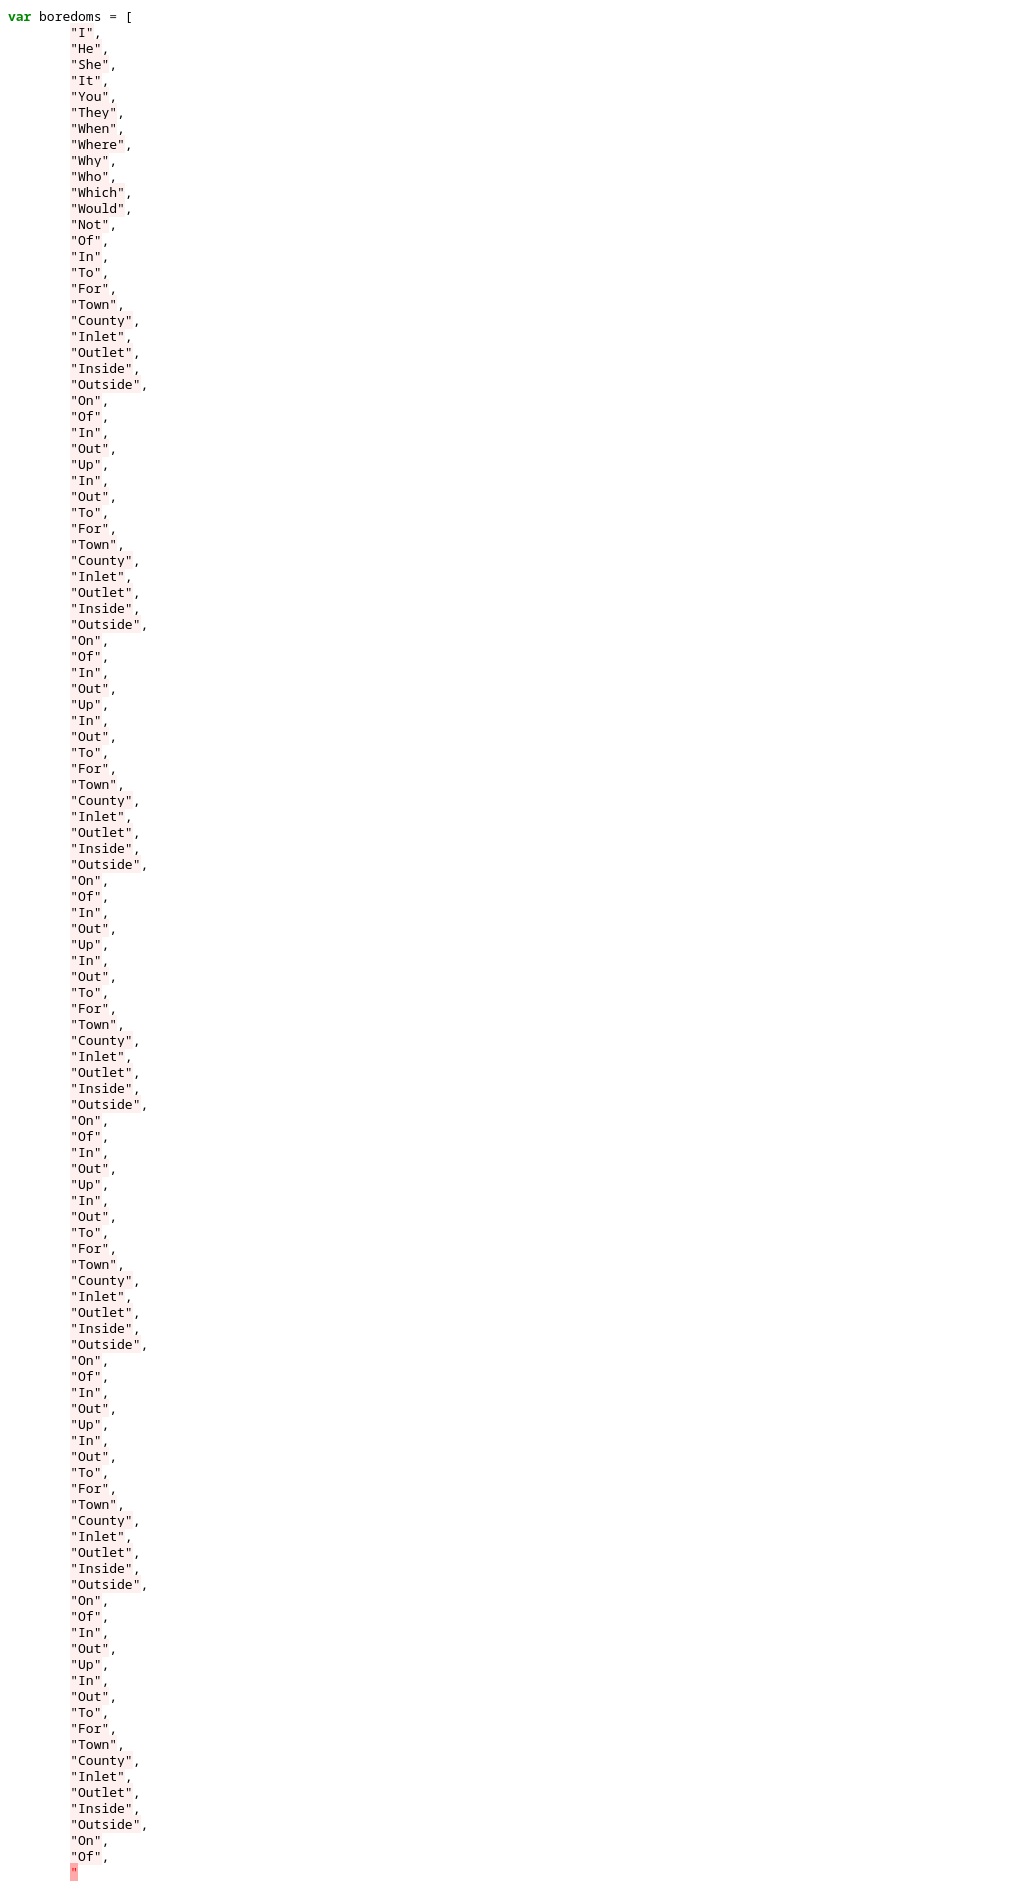 var boredoms = [
"I",
"He",
"She",
"It",
"You",
"They",
"When",
"Where",
"Why",
"Who",
"Which",
"Would",
"Not",
"Of",
"In",
"To",
"For",
"Town",
"County",
"Inlet",
"Outlet",
"Inside",
"Outside",
"On",
"Of",
"In",
"Out",
"Up",
"In",
"Out",
"To",
"For",
"Town",
"County",
"Inlet",
"Outlet",
"Inside",
"Outside",
"On",
"Of",
"In",
"Out",
"Up",
"In",
"Out",
"To",
"For",
"Town",
"County",
"Inlet",
"Outlet",
"Inside",
"Outside",
"On",
"Of",
"In",
"Out",
"Up",
"In",
"Out",
"To",
"For",
"Town",
"County",
"Inlet",
"Outlet",
"Inside",
"Outside",
"On",
"Of",
"In",
"Out",
"Up",
"In",
"Out",
"To",
"For",
"Town",
"County",
"Inlet",
"Outlet",
"Inside",
"Outside",
"On",
"Of",
"In",
"Out",
"Up",
"In",
"Out",
"To",
"For",
"Town",
"County",
"Inlet",
"Outlet",
"Inside",
"Outside",
"On",
"Of",
"In",
"Out",
"Up",
"In",
"Out",
"To",
"For",
"Town",
"County",
"Inlet",
"Outlet",
"Inside",
"Outside",
"On",
"Of",
"